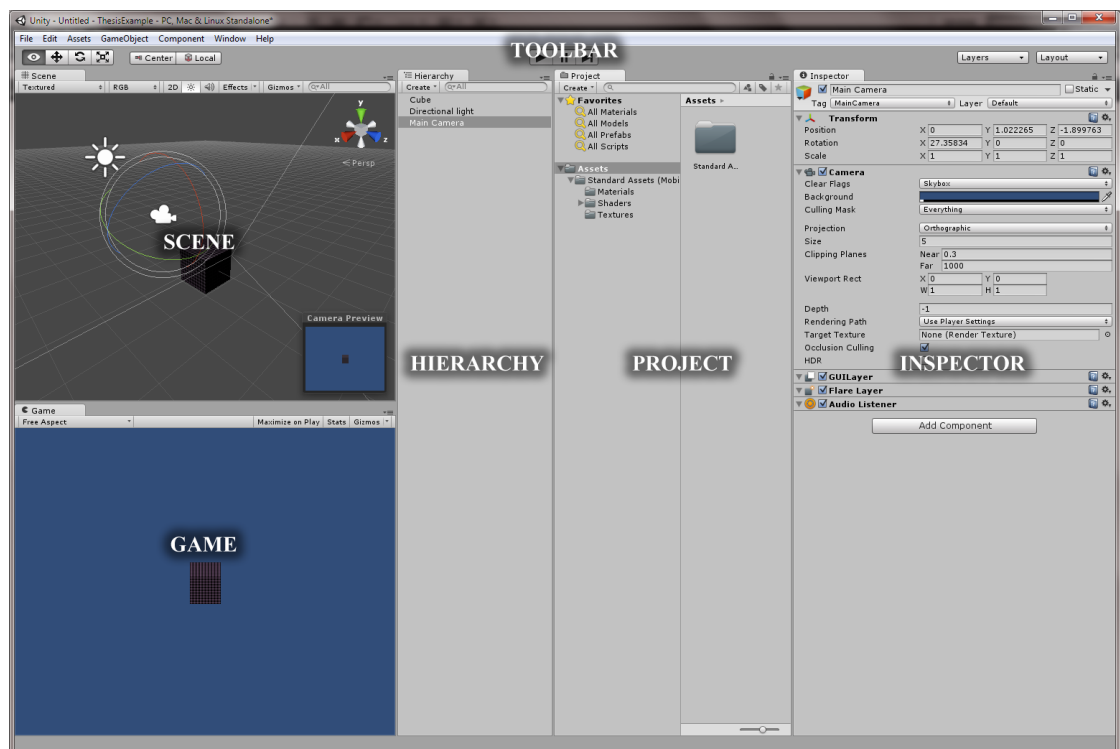 Unity - Untitled - ThesisExample - PC, Mac & Linux Standalone*
File Edit Assets GameObject Component Window Help
Center Local
TOOLBAR
Layers Layout
Scene
Textured RGB 2D Effects Gizmos All
y
x z
Persp
SCENE
Camera Preview
Game
Free Aspect Maximize on Play Stats Gizmos
GAME
Hierarchy
Create All
Cube
Directional light
Main Camera
HIERARCHY
Project
Create
Favorites
All Materials
All Models
All Prefabs
All Scripts
Assets
Standard Assets (Mobi
Materials
Shaders
Textures
Assets
Standard A...
PROJECT
Inspector
Main Camera Static
Tag MainCamera Layer Default
Transform
Position X 0 Y 1.022265 Z -1.899763
Rotation X 27.35834 Y 0 Z 0
Scale X 1 Y 1 Z 1
Camera
Clear Flags Skybox
Background
Culling Mask Everything
Projection Orthographic
Size 5
Clipping Planes Near 0.3
Far 1000
Viewport Rect X 0 Y 0
W 1 H 1
Depth -1
Rendering Path Use Player Settings
Target Texture None (Render Texture)
Occlusion Culling
HDR
INSPECTOR
GUILayer
Flare Layer
Audio Listener
Add Component